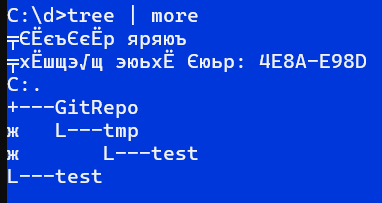 C:\d>tree | more
╤ЄЁєъЄєЁр яряюъ
╤хЁшщэ√щ эюьхЁ Єюьр: 4E8A-E98D
C:.
+---GitRepo
ж   L---tmp
ж       L---test
L---test